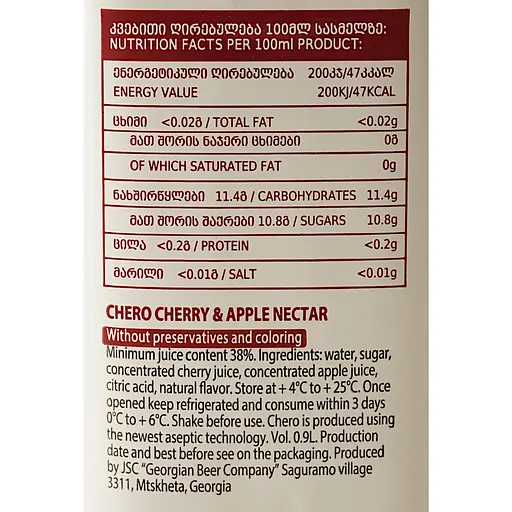 ᲙᲕᲔᲑᲘᲗᲘ ᲦᲘᲠᲔᲑᲣᲚᲔᲑᲐ 100ᲛᲚ ᲡᲐᲡᲛᲔᲚᲖᲔ:
NUTRITION FACTS PER 100ml PRODUCT:
ᲔᲜᲔᲠᲒᲔᲢᲘᲙᲣᲚᲘ ᲦᲘᲠᲔᲑᲣᲚᲔᲑᲐ 200ᲙᲯ/47ᲙᲙᲐᲚ
ENERGY VALUE 200KJ/47KCAL
ᲪᲮᲘᲛᲘ <0.02Გ / TOTAL FAT <0.02g
ᲛᲐᲗ ᲨᲝᲠᲘᲡ ᲜᲐᲯᲔᲠᲘ ᲪᲮᲘᲛᲔᲑᲘ 0Გ
OF WHICH SATURATED FAT 0g
ᲜᲐᲮᲨᲘᲠᲬᲧᲚᲔᲑᲘ 11.4Გ / CARBOHYDRATES 11.4g
ᲛᲐᲗ ᲨᲝᲠᲘᲡ ᲨᲐᲥᲠᲔᲑᲘ 10.8Გ / SUGARS 10.8g
ᲪᲘᲚᲐ <0.2Გ / PROTEIN <0.2g
ᲛᲐᲠᲘᲚᲘ <0.01Გ / SALT <0.01g
CHERO CHERRY & APPLE NECTAR
Without preservatives and coloring
Minimum juice content 38%. Ingredients: water, sugar,
concentrated cherry juice, concentrated apple juice,
citric acid, natural flavor. Store at + 4°C to + 25°C. Once
opened keep refrigerated and consume within 3 days
0°C to + 6°C. Shake before use. Chero is produced using
the newest aseptic technology. Vol. 0.9L. Production
date and best before see on the packaging. Produced
by JSC "Georgian Beer Company" Saguramo village
3311, Mtskheta, Georgia